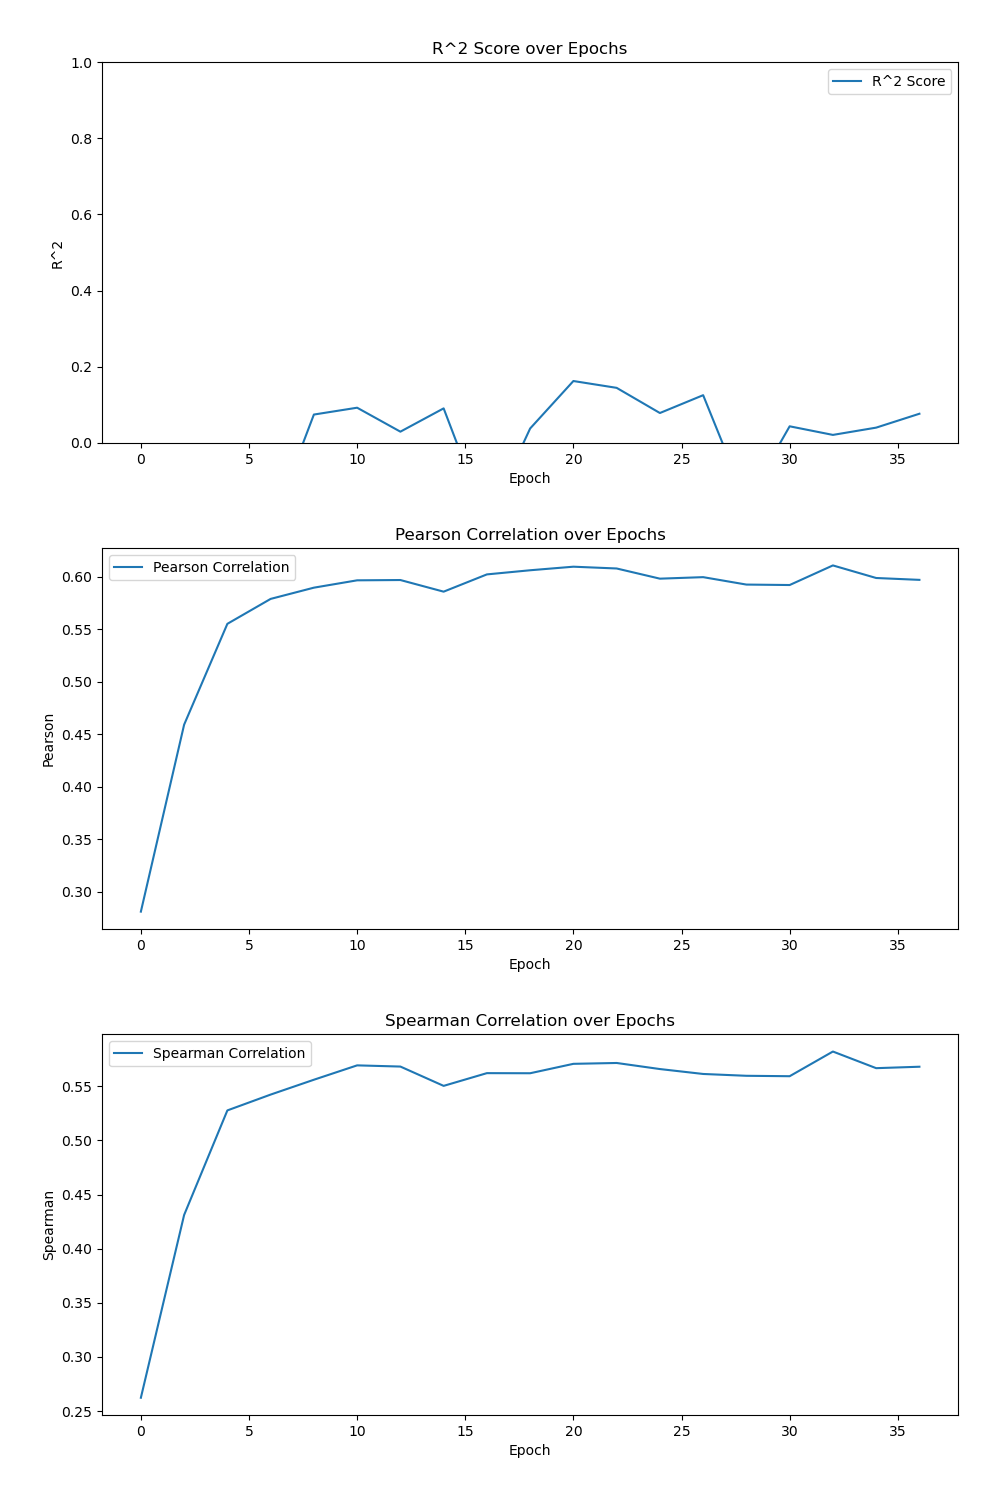 R^2 Score over Epochs
R^2 Score
1.0
0.8
0.6
0.4
0.2
0.0
R^2
0 5 10 15 20 25 30 35
Epoch
Pearson Correlation over Epochs
Pearson Correlation
0.60
0.55
0.50
0.45
0.40
0.35
0.30
Pearson
0 5 10 15 20 25 30 35
Epoch
Spearman Correlation over Epochs
Spearman Correlation
0.55
0.50
0.45
0.40
0.35
0.30
0.25
Spearman
0 5 10 15 20 25 30 35
Epoch